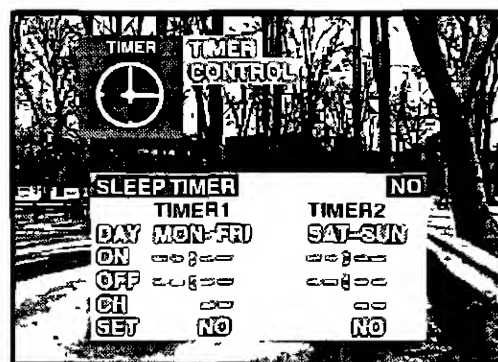 TIMER
TIMER
CONTROL
SLEEP TIMER NO
TIMER1 TIMER2
DAY MON-FRI SAT-SUN
ON --:-- --:--
OFF --:-- --:--
CH -- --
SET NO NO